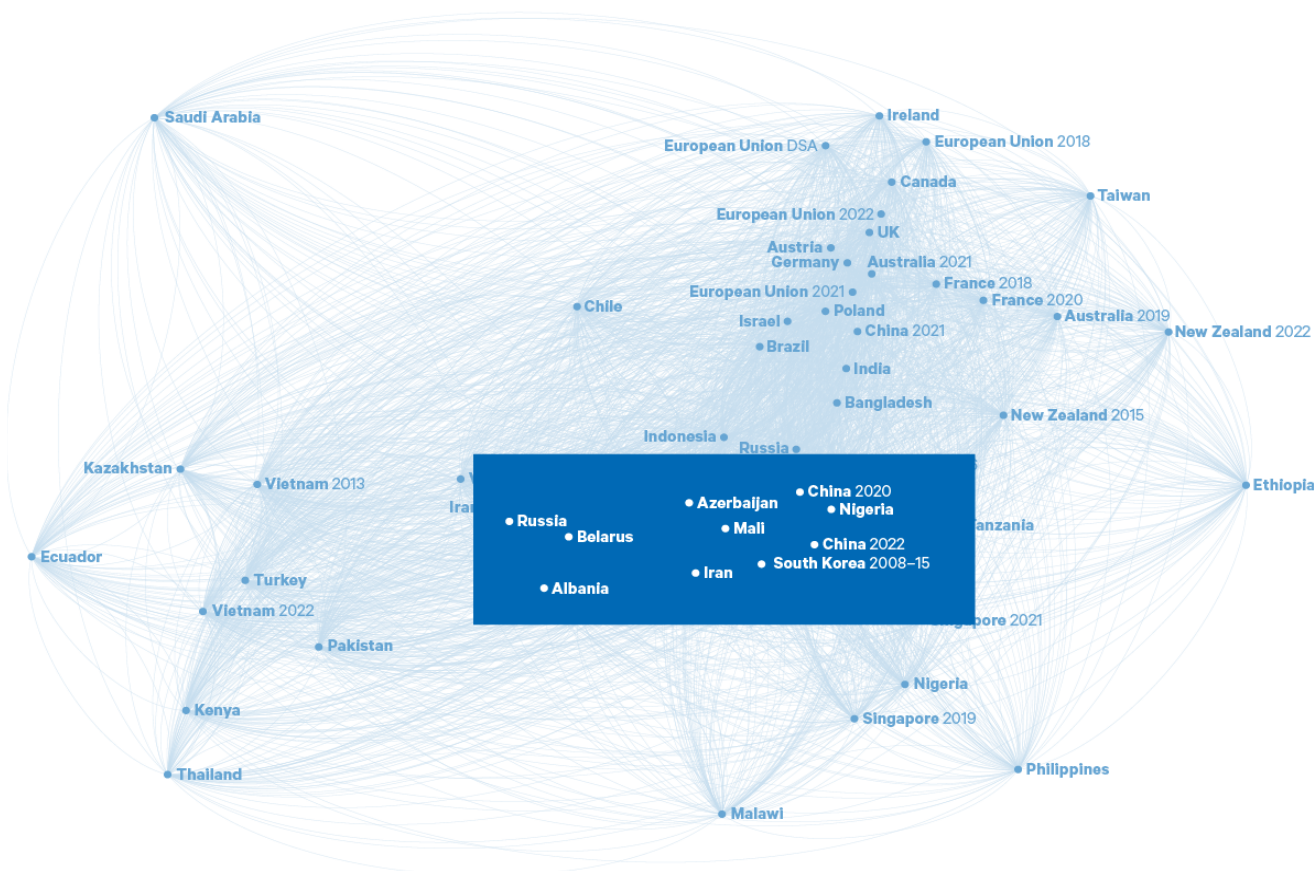 Saudi Arabia
Ireland
European Union DSA
European Union 2018
Canada
Taiwan
European Union 2022
UK
Austria
Germany
Australia 2021
France 2018
European Union 2021
France 2020
Chile
Poland
Australia 2019
Israel
China 2021
New Zealand 2022
Brazil
India
Bangladesh
New Zealand 2015
Indonesia
Russia
Kazakhstan
Vietnam 2013
Ethiopia
China 2020
Azerbaijan
Nigeria
Russia
Mali
Belarus
China 2022
South Korea 2008–15
Iran
Albania
Ecuador
Turkey
Vietnam 2022
2021
Pakistan
Nigeria
Kenya
Singapore 2019
Philippines
Thailand
Malawi